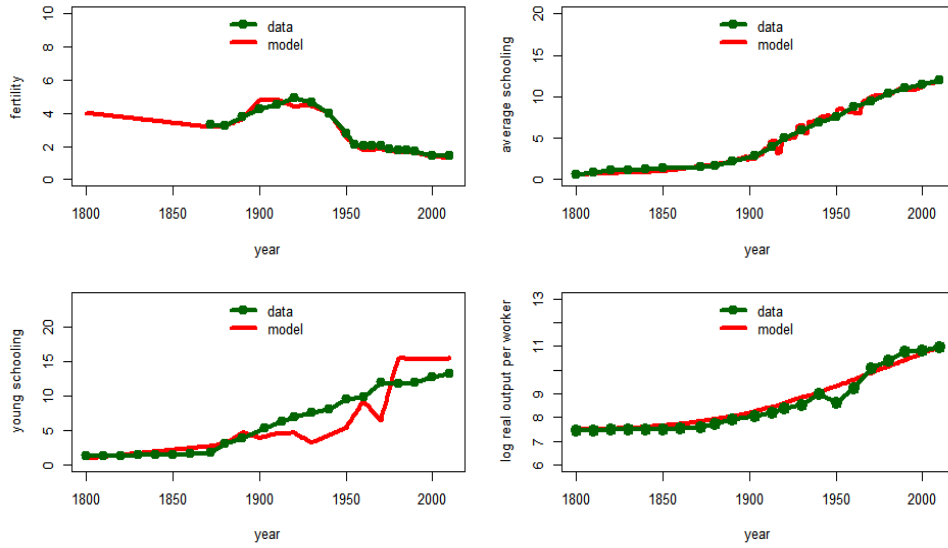 fertility
0 2 4 6 8 10
data
model
1800 1850 1900 1950 2000
year
average schooling
0 5 10 15 20
data
model
1800 1850 1900 1950 2000
year
young schooling
0 5 10 15 20
data
model
1800 1850 1900 1950 2000
year
log real output per worker
6 7 8 9 11 13
data
model
1800 1850 1900 1950 2000
year